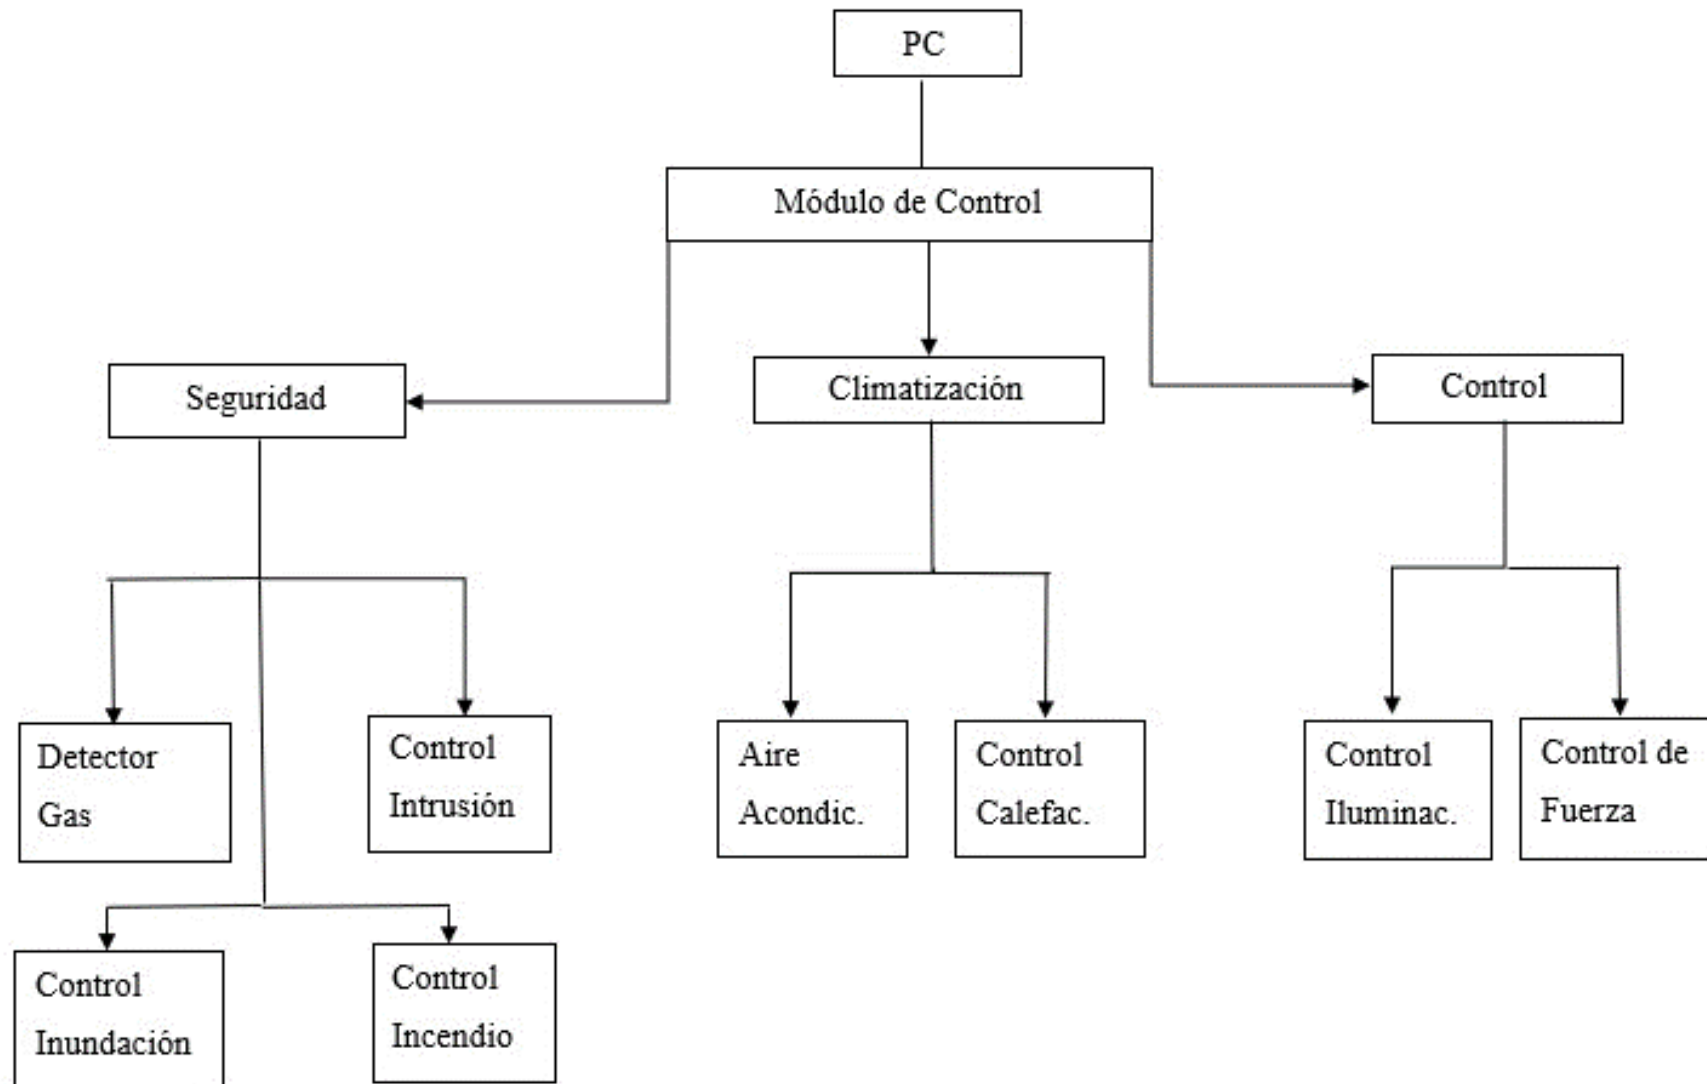 PC
Módulo de Control
Seguridad
Climatización
Control
Detector
Gas
Control
Intrusión
Aire
Acondic.
Control
Calefac.
Control
Iluminac.
Control de
Fuerza
Control
Inundación
Control
Incendio